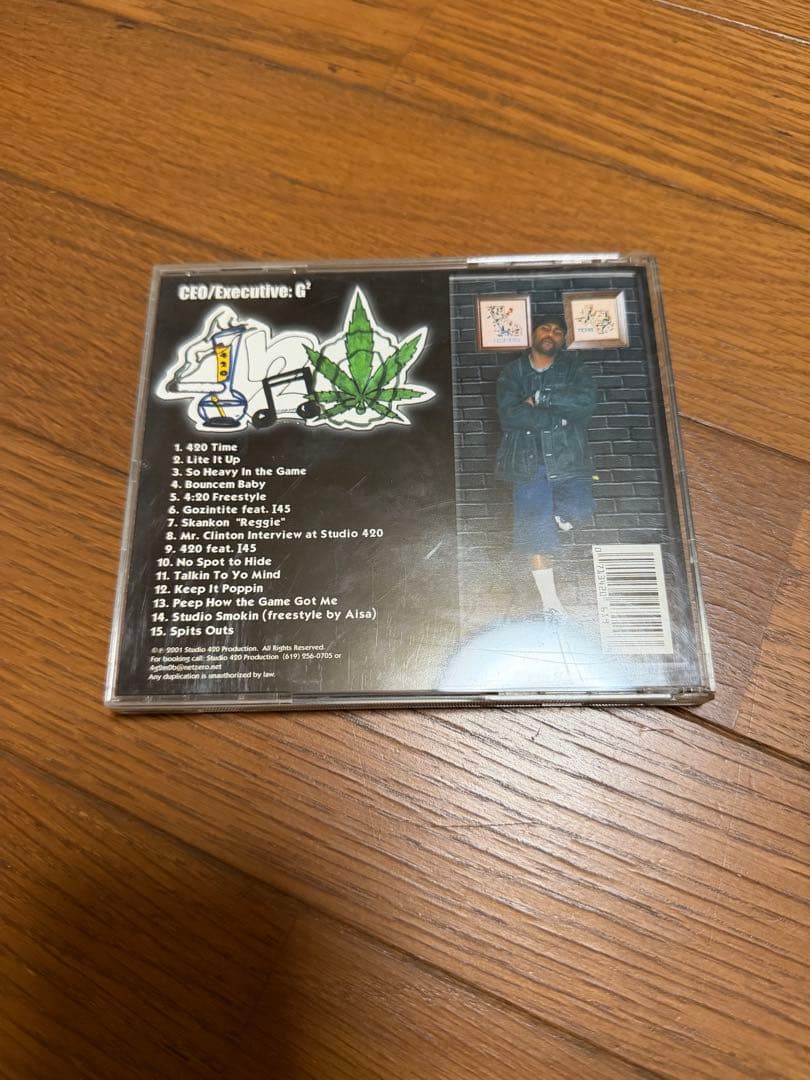 CEO/Executive: G²
420
1. 420 Time
2. Lite It Up
3. So Heavy In the Game
4. Bouncem Baby
5. 4:20 Freestyle
6. Gozintite feat. I45
7. Skankon "Reggie"
8. Mr. Clinton Interview at Studio 420
9. 420 feat. I45
10. No Spot to Hide
11. Talkin To Yo Mind
12. Keep It Poppin
13. Peep How the Game Got Me
14. Studio Smokin (freestyle by Aisa)
15. Spits Outs
©℗ 2001 Studio 420 Production. All Rights Reserved.
For booking call: Studio 420 Production (619) 256-0705 or
Any duplication is unauthorized by law.